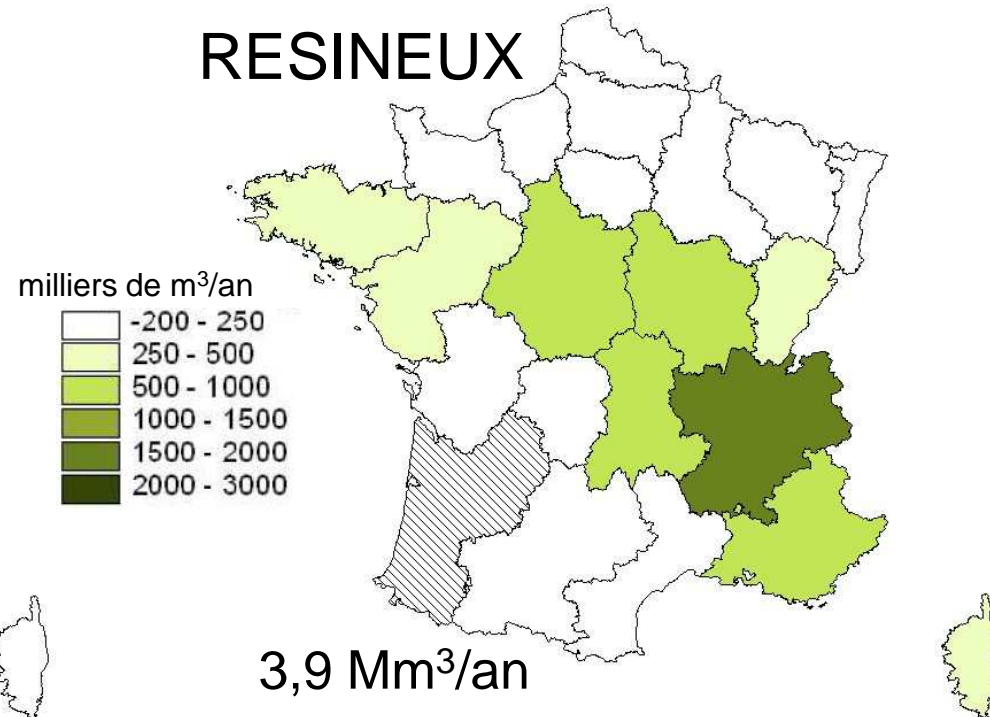 RESINEUX
milliers de m³/an
-200 - 250
250 - 500
500 - 1000
1000 - 1500
1500 - 2000
2000 - 3000
3,9 Mm³/an